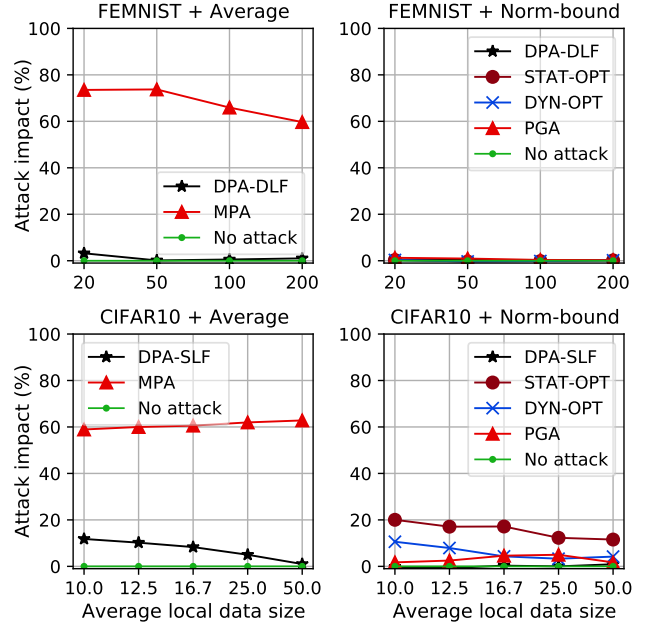 FEMNIST + Average
100
80
60
40
20
0
Attack impact (%)
DPA-DLF
MPA
No attack
20 50 100 200
FEMNIST + Norm-bound
100
80
60
40
20
0
DPA-DLF
STAT-OPT
DYN-OPT
PGA
No attack
20 50 100 200
CIFAR10 + Average
100
80
60
40
20
0
Attack impact (%)
DPA-SLF
MPA
No attack
10.0 12.5 16.7 25.0 50.0
Average local data size
CIFAR10 + Norm-bound
100
80
60
40
20
0
DPA-SLF
STAT-OPT
DYN-OPT
PGA
No attack
10.0 12.5 16.7 25.0 50.0
Average local data size